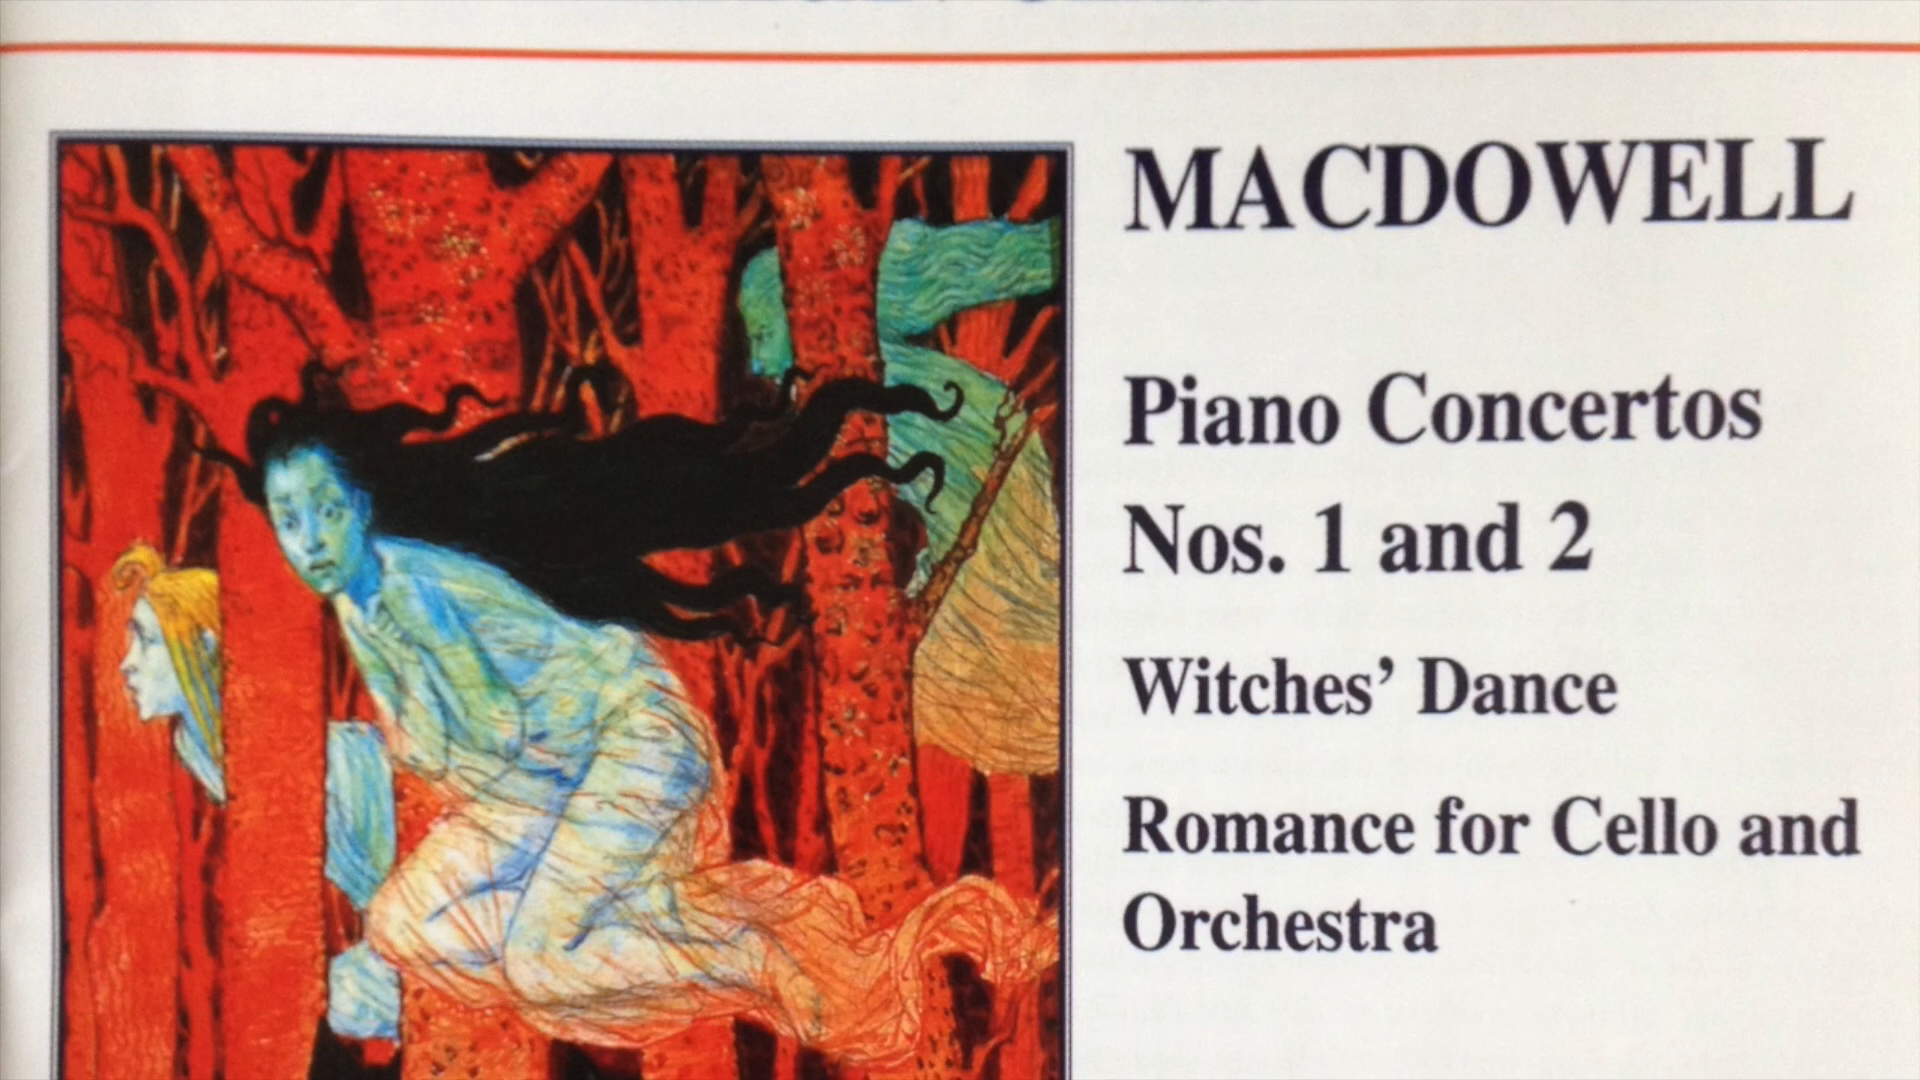 MACDOWELL
Piano Concertos
Nos. 1 and 2
Witches’ Dance
Romance for Cello and
Orchestra